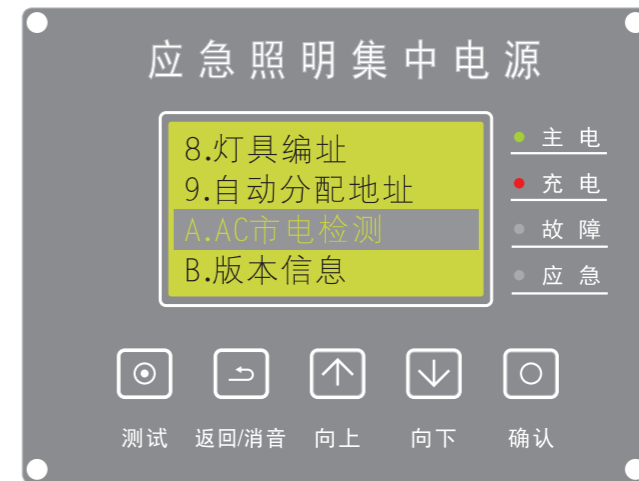 应急照明集中电源
8.灯具编址
9.自动分配地址
A.AC市电检测
B.版本信息
主电
充电
故障
应急
测试 返回/消音 向上 向下 确认